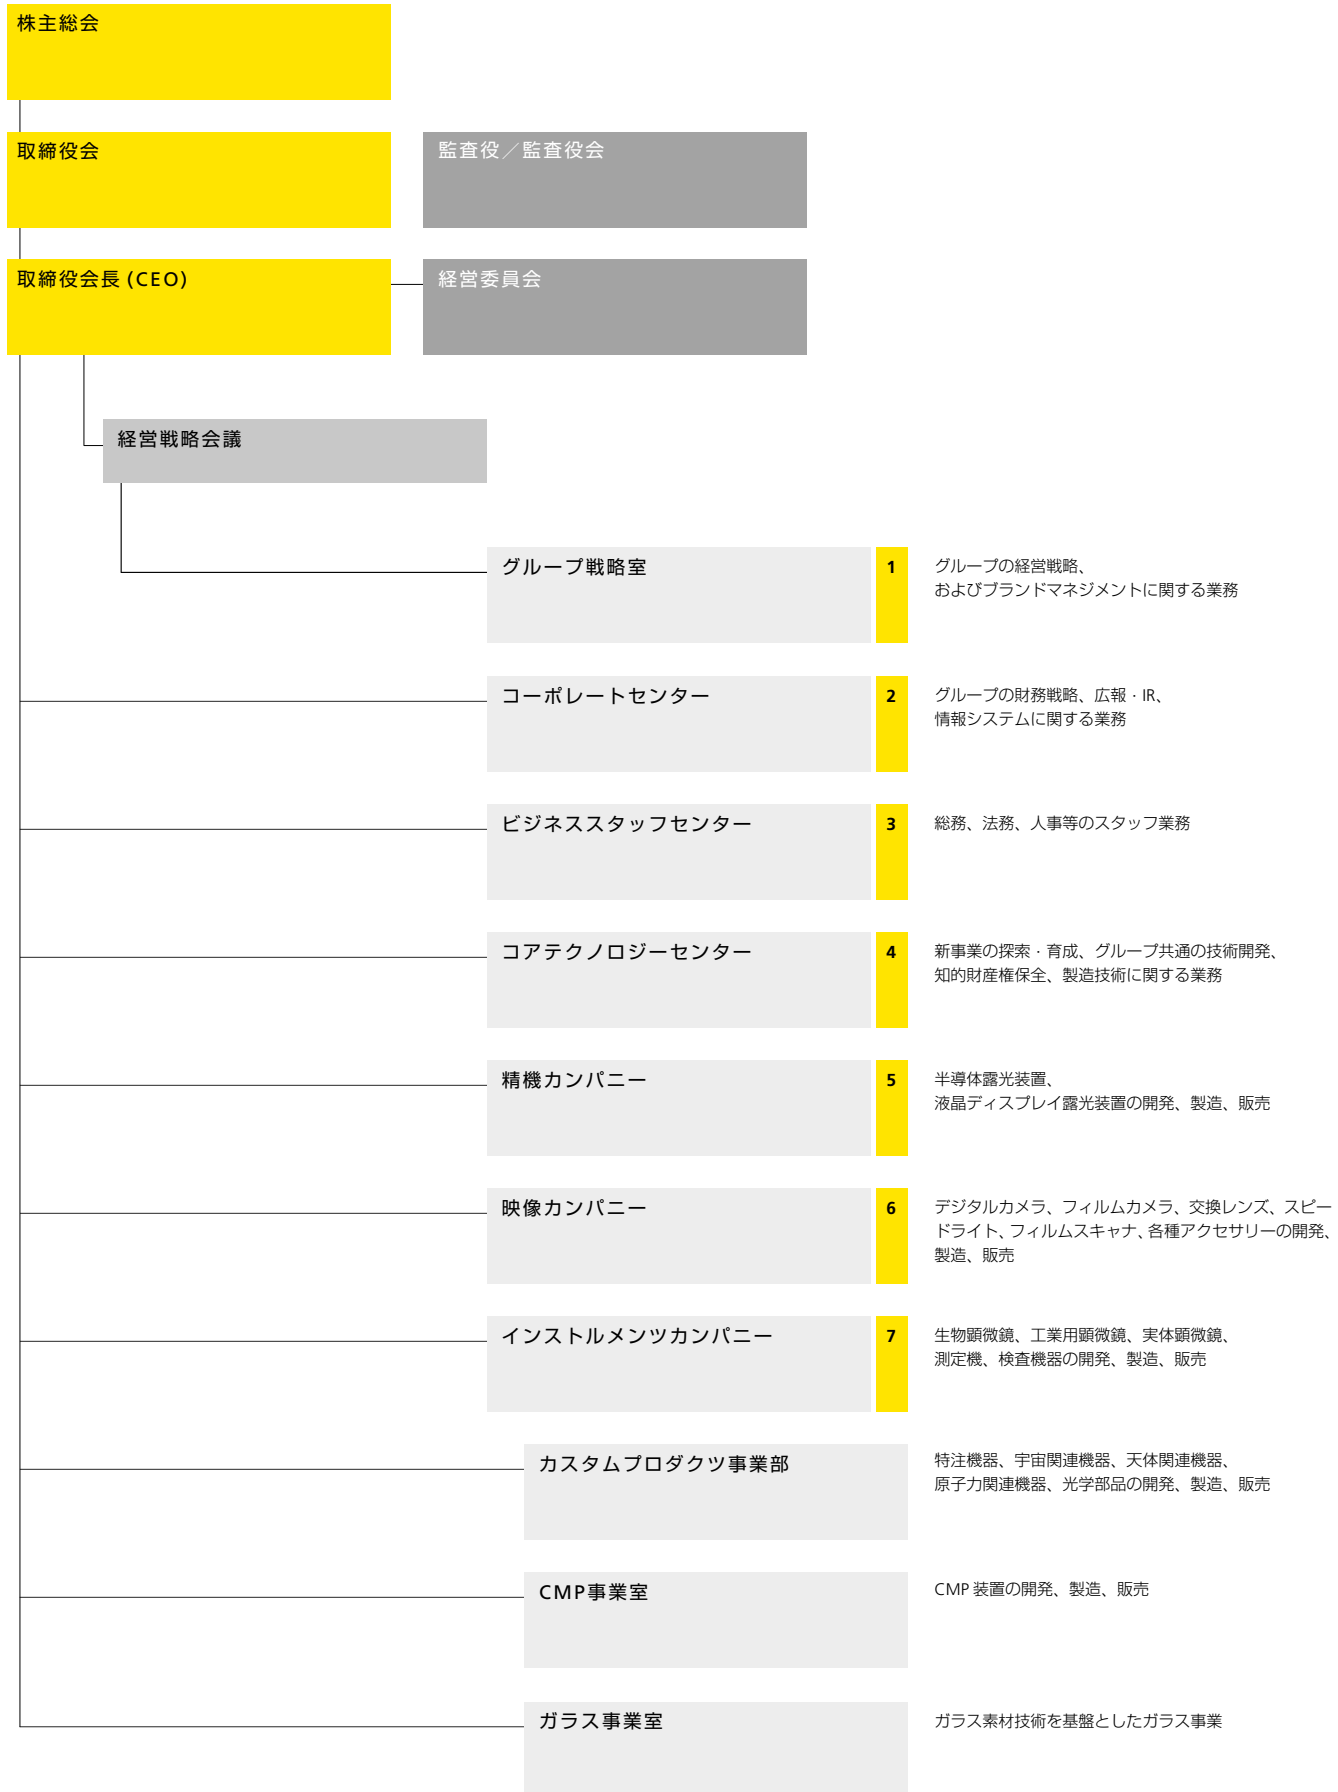 株主総会
取締役会
監査役／監査役会
取締役会長 (CEO)
経営委員会
経営戦略会議
グループ戦略室
1
グループの経営戦略、
およびブランドマネジメントに関する業務
コーポレートセンター
2
グループの財務戦略、広報・IR、
情報システムに関する業務
ビジネススタッフセンター
3
総務、法務、人事等のスタッフ業務
コアテクノロジーセンター
4
新事業の探索・育成、グループ共通の技術開発、
知的財産権保全、製造技術に関する業務
精機カンパニー
5
半導体露光装置、
液晶ディスプレイ露光装置の開発、製造、販売
映像カンパニー
6
デジタルカメラ、フィルムカメラ、交換レンズ、スピー
ドライト、フィルムスキャナ、各種アクセサリーの開発、
製造、販売
インストルメンツカンパニー
7
生物顕微鏡、工業用顕微鏡、実体顕微鏡、
測定機、検査機器の開発、製造、販売
カスタムプロダクツ事業部
特注機器、宇宙関連機器、天体関連機器、
原子力関連機器、光学部品の開発、製造、販売
CMP事業室
CMP 装置の開発、製造、販売
ガラス事業室
ガラス素材技術を基盤としたガラス事業